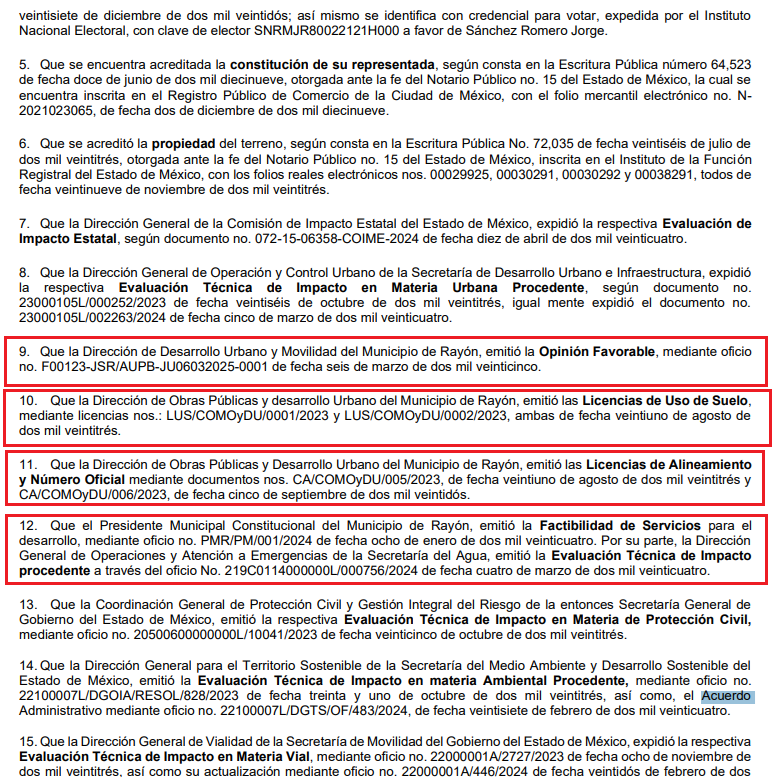 veintisiete de diciembre de dos mil veintidós; así mismo se identifica con credencial para votar, expedida por el Instituto
Nacional Electoral, con clave de elector SNRMJR80022121H000 a favor de Sánchez Romero Jorge.
5. Que se encuentra acreditada la constitución de su representada, según consta en la Escritura Pública número 64,523
de fecha doce de junio de dos mil diecinueve, otorgada ante la fe del Notario Público no. 15 del Estado de México, la cual se
encuentra inscrita en el Registro Público de Comercio de la Ciudad de México, con el folio mercantil electrónico no. N-
2021023065, de fecha dos de diciembre de dos mil diecinueve.
6. Que se acreditó la propiedad del terreno, según consta en la Escritura Pública No. 72,035 de fecha veintiséis de julio de
dos mil veintitrés, otorgada ante la fe del Notario Público no. 15 del Estado de México, inscrita en el Instituto de la Función
Registral del Estado de México, con los folios reales electrónicos nos. 00029925, 00030291, 00030292 y 00038291, todos de
fecha veintinueve de noviembre de dos mil veintitrés.
7. Que la Dirección General de la Comisión de Impacto Estatal del Estado de México, expidió la respectiva Evaluación de
Impacto Estatal, según documento no. 072-15-06358-COIME-2024 de fecha diez de abril de dos mil veinticuatro.
8. Que la Dirección General de Operación y Control Urbano de la Secretaría de Desarrollo Urbano e Infraestructura, expidió
la respectiva Evaluación Técnica de Impacto en Materia Urbana Procedente, según documento no.
23000105L/000252/2023 de fecha veintiséis de octubre de dos mil veintitrés, igual mente expidió el documento no.
23000105L/002263/2024 de fecha cinco de marzo de dos mil veinticuatro.
9. Que la Dirección de Desarrollo Urbano y Movilidad del Municipio de Rayón, emitió la Opinión Favorable, mediante oficio
no. F00123-JSR/AUPB-JU06032025-0001 de fecha seis de marzo de dos mil veinticinco.
10. Que la Dirección de Obras Públicas y desarrollo Urbano del Municipio de Rayón, emitió las Licencias de Uso de Suelo,
mediante licencias nos.: LUS/COMOyDU/0001/2023 y LUS/COMOyDU/0002/2023, ambas de fecha veintiuno de agosto de
dos mil veintitrés.
11. Que la Dirección de Obras Públicas y Desarrollo Urbano del Municipio de Rayón, emitió las Licencias de Alineamiento
y Número Oficial mediante documentos nos. CA/COMOyDU/005/2023, de fecha veintiuno de agosto de dos mil veintitrés y
CA/COMOyDU/006/2023, de fecha cinco de septiembre de dos mil veintidós.
12. Que el Presidente Municipal Constitucional del Municipio de Rayón, emitió la Factibilidad de Servicios para el
desarrollo, mediante oficio no. PMR/PM/001/2024 de fecha ocho de enero de dos mil veinticuatro. Por su parte, la Dirección
General de Operaciones y Atención a Emergencias de la Secretaría del Agua, emitió la Evaluación Técnica de Impacto
procedente a través del oficio No. 219C0114000000L/000756/2024 de fecha cuatro de marzo de dos mil veinticuatro.
13. Que la Coordinación General de Protección Civil y Gestión Integral del Riesgo de la entonces Secretaría General de
Gobierno del Estado de México, emitió la respectiva Evaluación Técnica de Impacto en Materia de Protección Civil,
mediante oficio no. 20500600000000L/10041/2023 de fecha veinticinco de octubre de dos mil veintitrés.
14. Que la Dirección General para el Territorio Sostenible de la Secretaría del Medio Ambiente y Desarrollo Sostenible del
Estado de México, emitió la Evaluación Técnica de Impacto en materia Ambiental Procedente, mediante oficio no.
22100007L/DGOIA/RESOL/828/2023 de fecha treinta y uno de octubre de dos mil veintitrés, así como, el Acuerdo
Administrativo mediante oficio no. 22100007L/DGTS/OF/483/2024, de fecha veintisiete de febrero de dos mil veinticuatro.
15. Que la Dirección General de Vialidad de la Secretaría de Movilidad del Gobierno del Estado de México, expidió la respectiva
Evaluación Técnica de Impacto en Materia Vial, mediante oficio no. 22000001A/2727/2023 de fecha ocho de noviembre de
dos mil veintitrés, así como su actualización mediante oficio no. 22000001A/446/2024 de fecha veintidós de febrero de dos